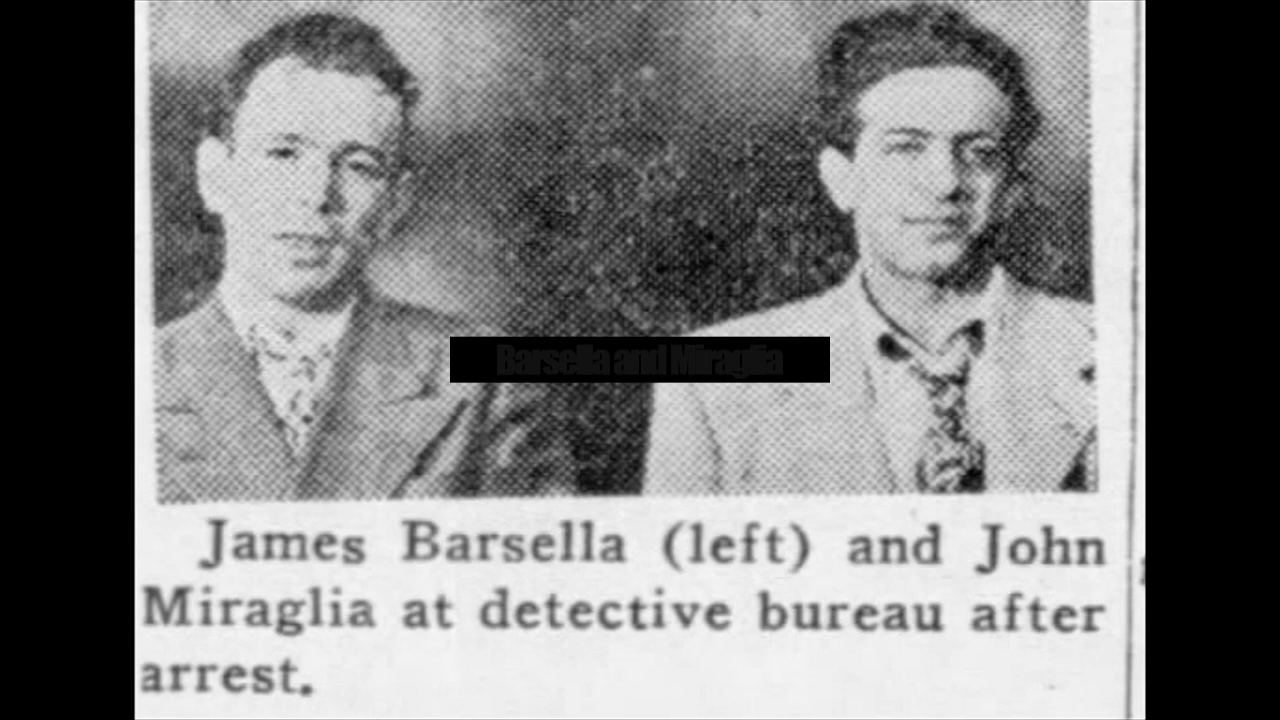 Barsella and Miraglia
James Barsella (left) and John
Miraglia at detective bureau after
arrest.